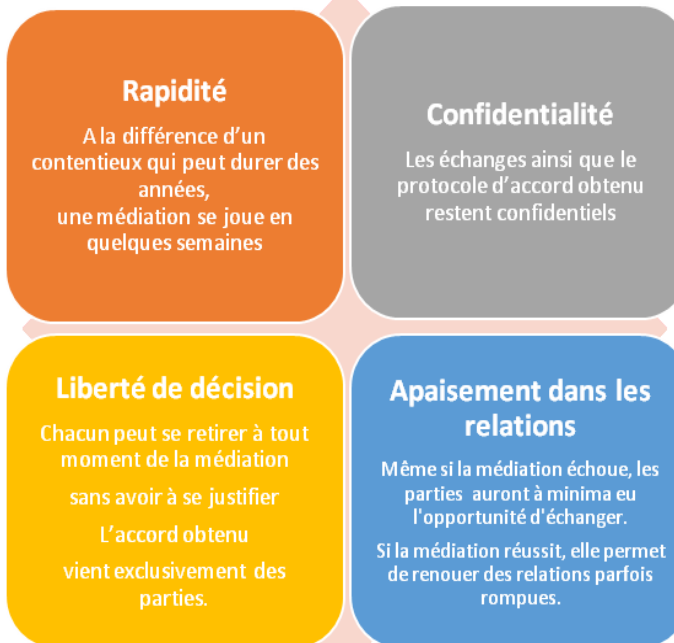 Rapidité
A la différence d'un
contentieux qui peut durer des
années,
une médiation se joue en
quelques semaines
Confidentialité
Les échanges ainsi que le
protocole d'accord obtenu
restent confidentiels
Liberté de décision
Chacun peut se retirer à tout
moment de la médiation
sans avoir à se justifier
L'accord obtenu
vient exclusivement des
parties.
Apaisement dans les
relations
Même si la médiation échoue, les
parties auront à minima eu
l'opportunité d'échanger.
Si la médiation réussit, elle permet
de renouer des relations parfois
rompues.